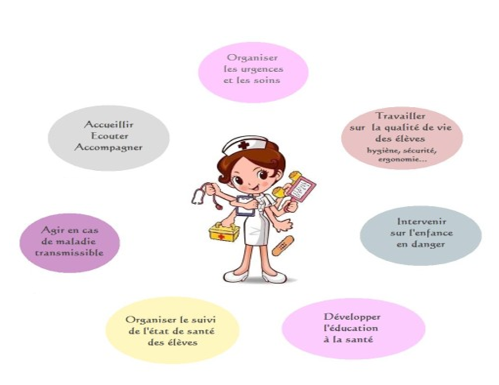 Organiser
les urgences
et les soins
Travailler
sur la qualité de vie
des élèves
hygiène, sécurité,
ergonomie...
Intervenir
sur l'enfance
en danger
Développer
l'éducation
à la santé
Organiser le suivi
de l'état de santé
des élèves
Agir en cas
de maladie
transmissible
Accueillir
Ecouter
Accompagner